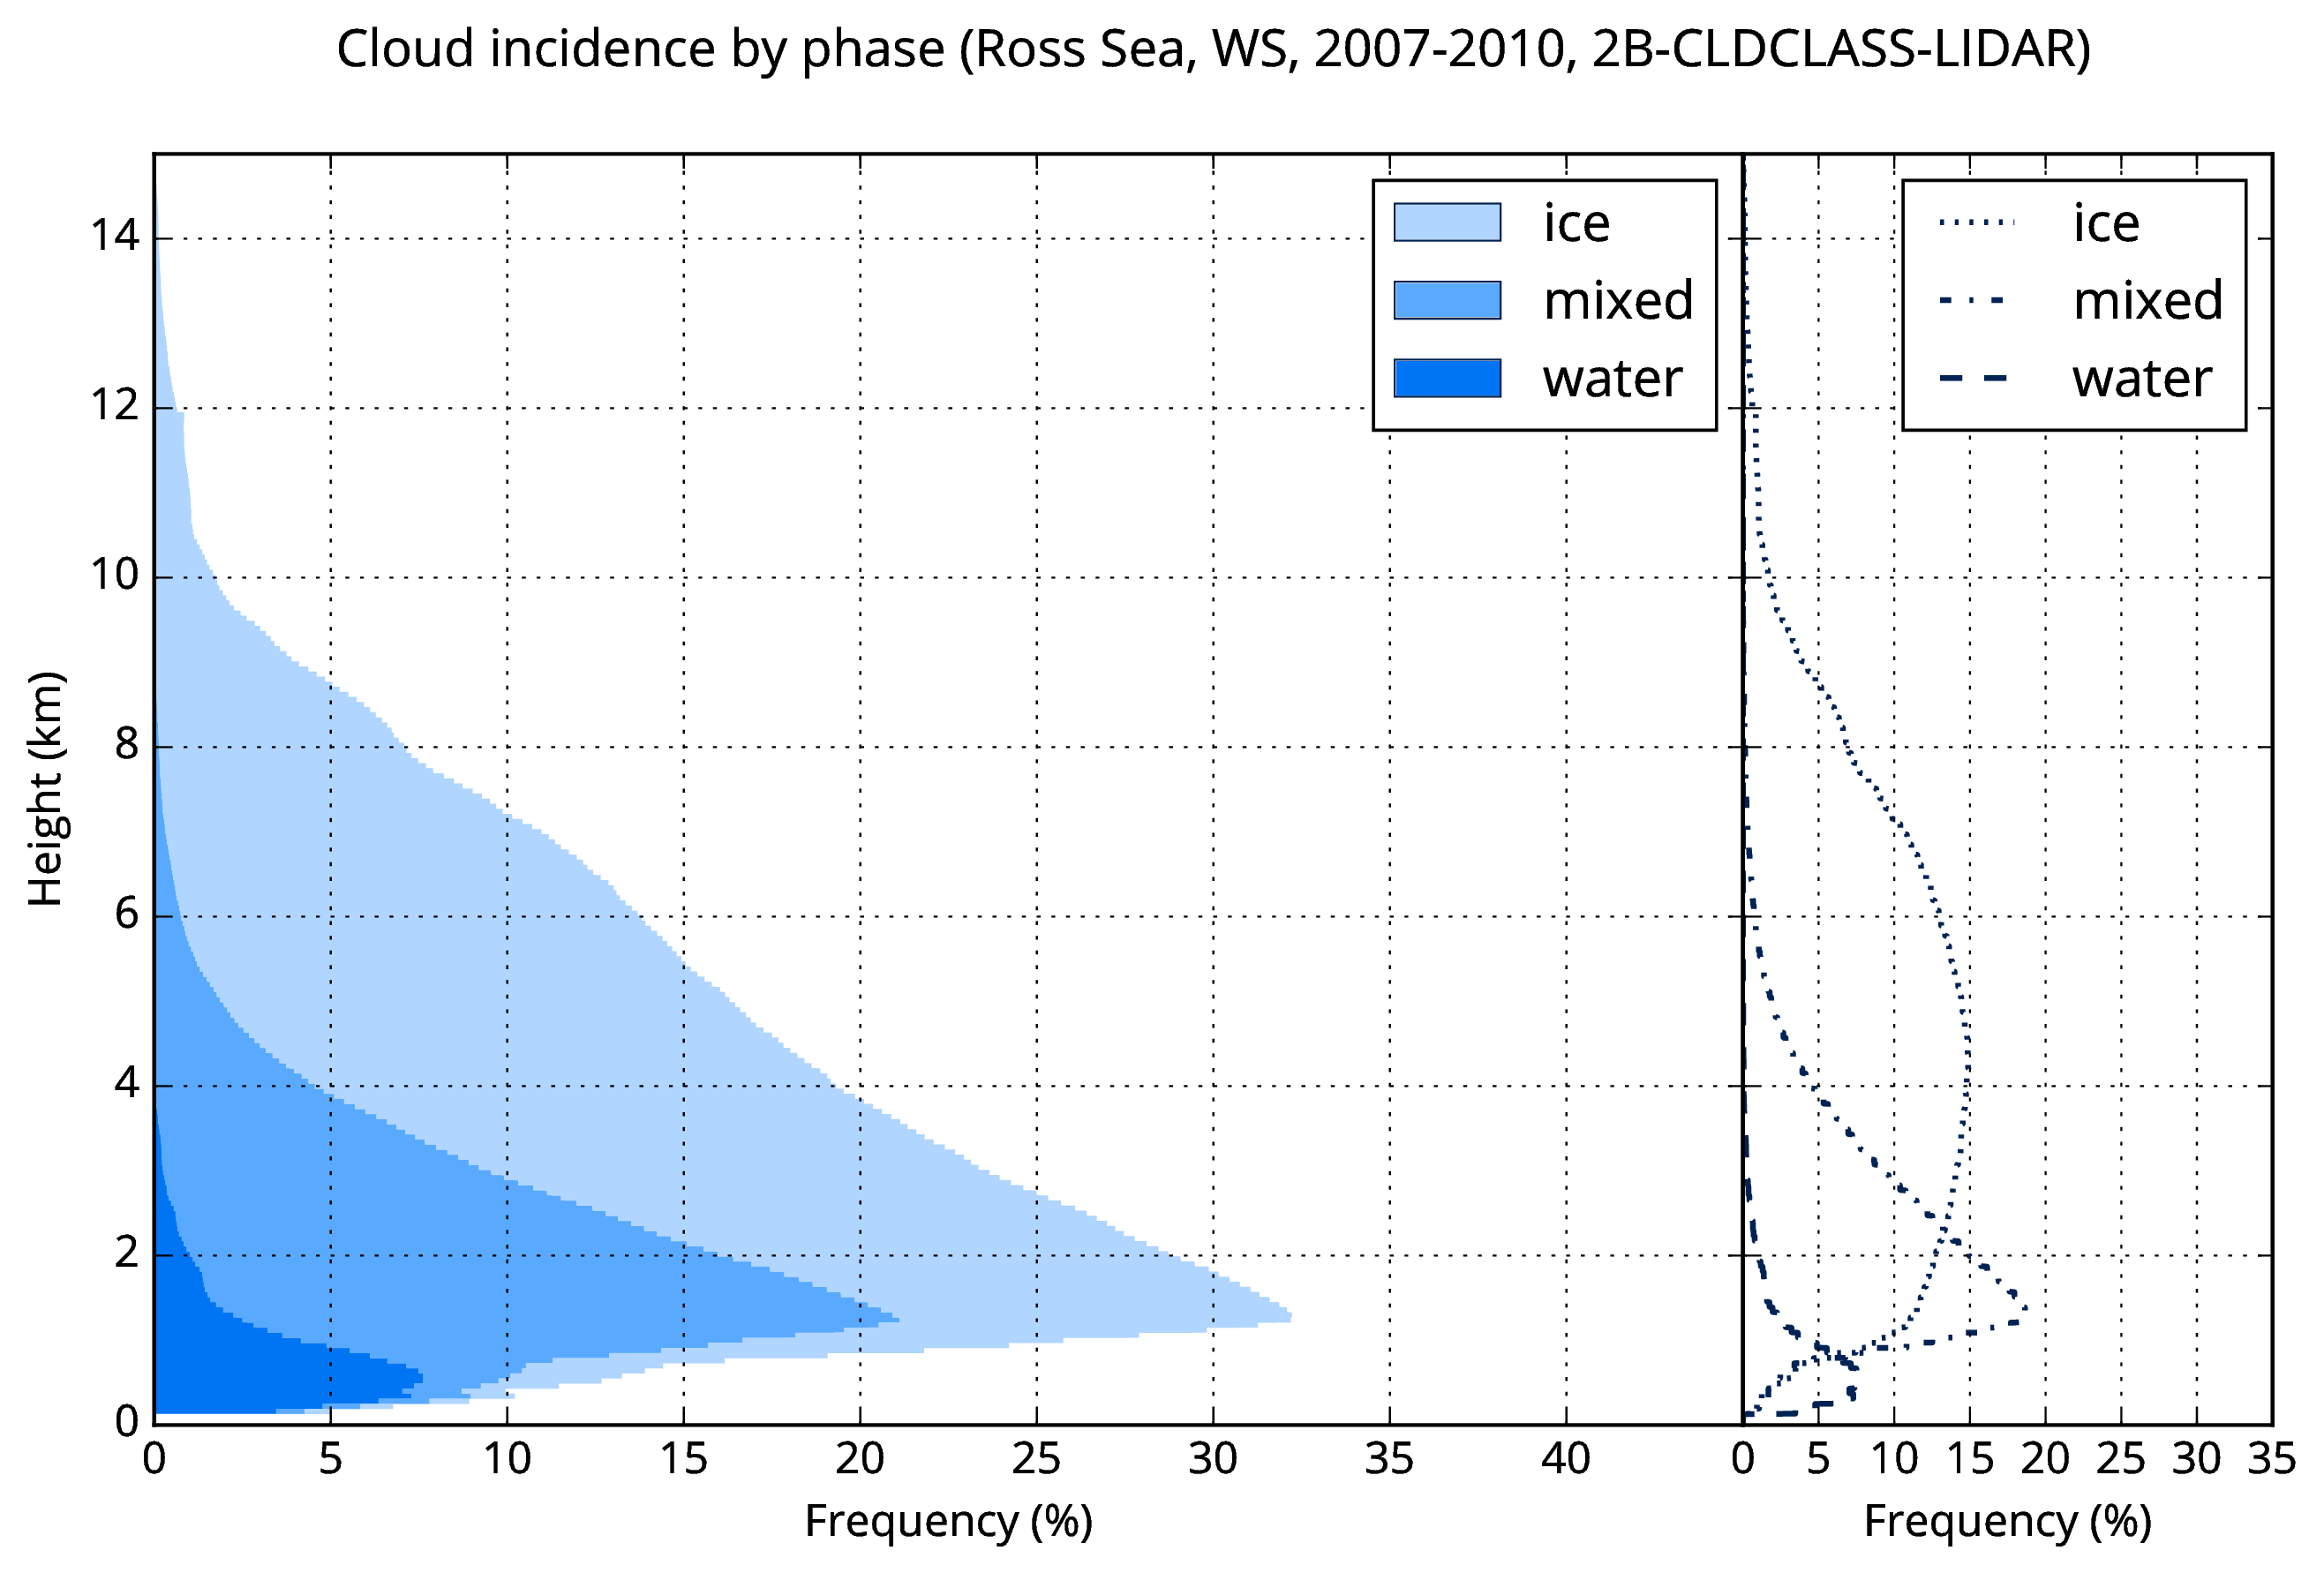 Cloud incidence by phase (Ross Sea, WS, 2007-2010, 2B-CLDCLASS-LIDAR)
ice
mixed
water
ice
mixed
water
Height (km)
14
12
10
8
6
4
2
0
0 5 10 15 20 25 30 35 40
0 5 10 15 20 25 30 35
Frequency (%)
Frequency (%)